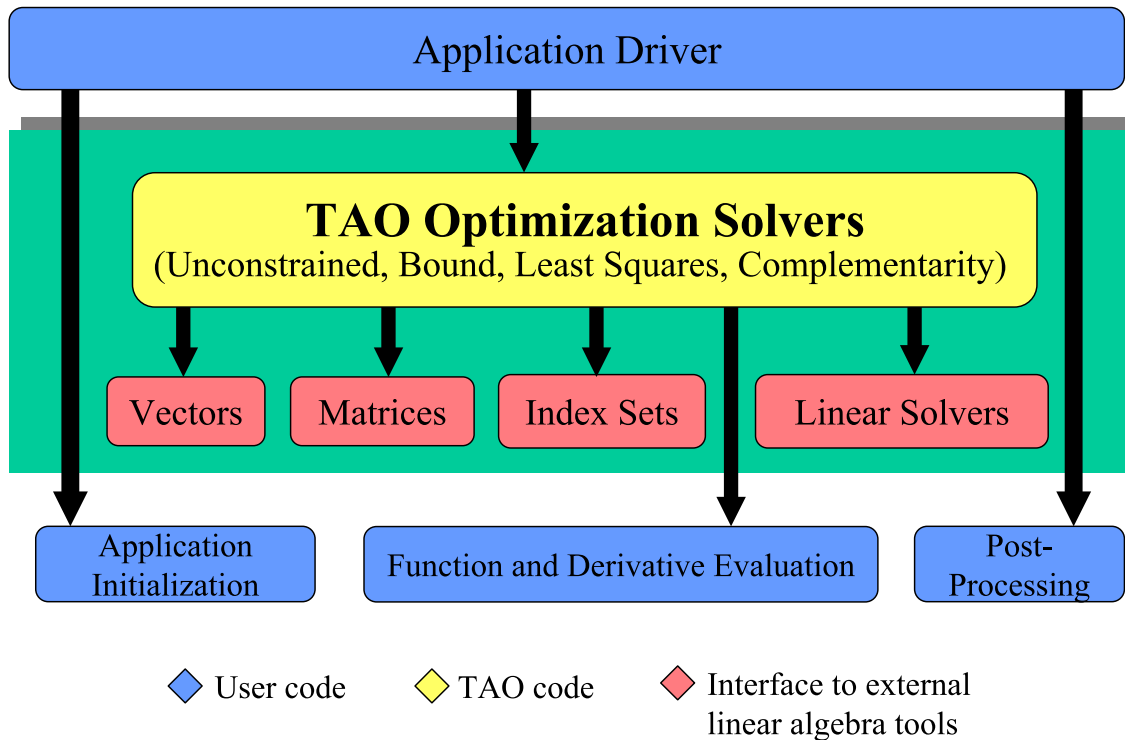 Application Driver
TAO Optimization Solvers
(Unconstrained, Bound, Least Squares, Complementarity)
Vectors
Matrices
Index Sets
Linear Solvers
Application
Initialization
Function and Derivative Evaluation
Post-
Processing
User code
TAO code
Interface to external
linear algebra tools